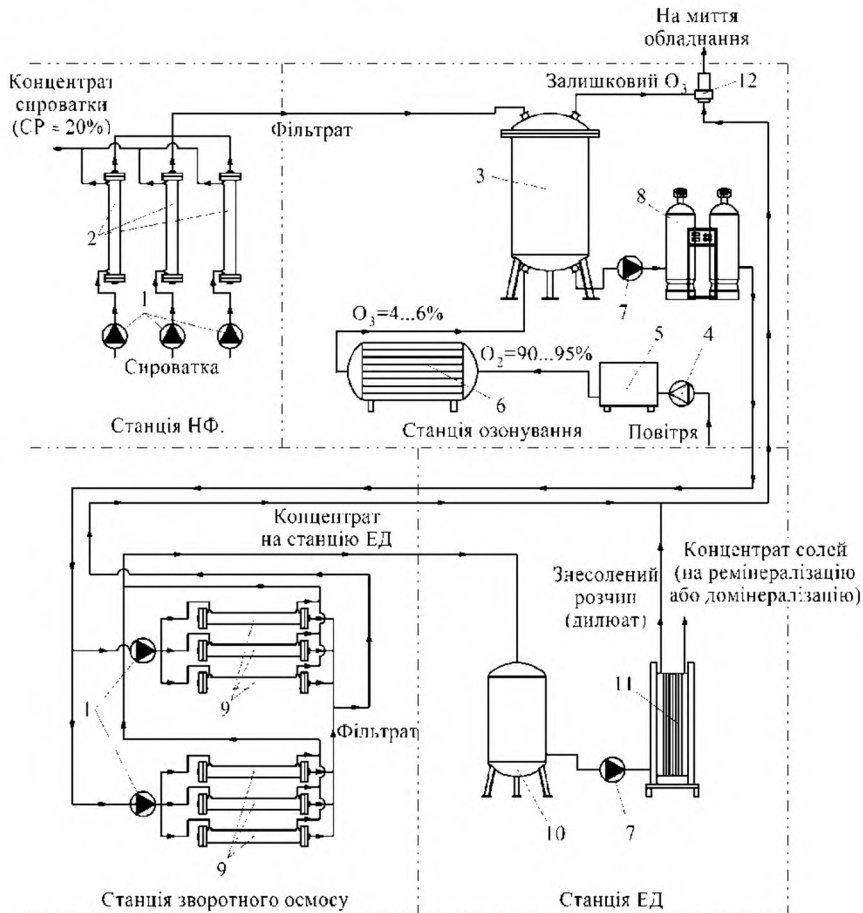 На миття
обладнання
Концентрат
сироватки
(СР ≈ 20%)
Залишковий O₃
12
Фільтрат
3
8
2
7
1
O₃=4...6%
O₂=90...95%
5
4
Сироватка
6
Станція НФ.
Станція озонування
Повітря
Концентрат
на станцію ЕД
Концентрат солей
(на ремінералізацію
або домінералізацію)
Знесолений
розчин
(дилюат)
9
1
11
Фільтрат
10
7
9
Станція зворотного осмосу
Станція ЕД